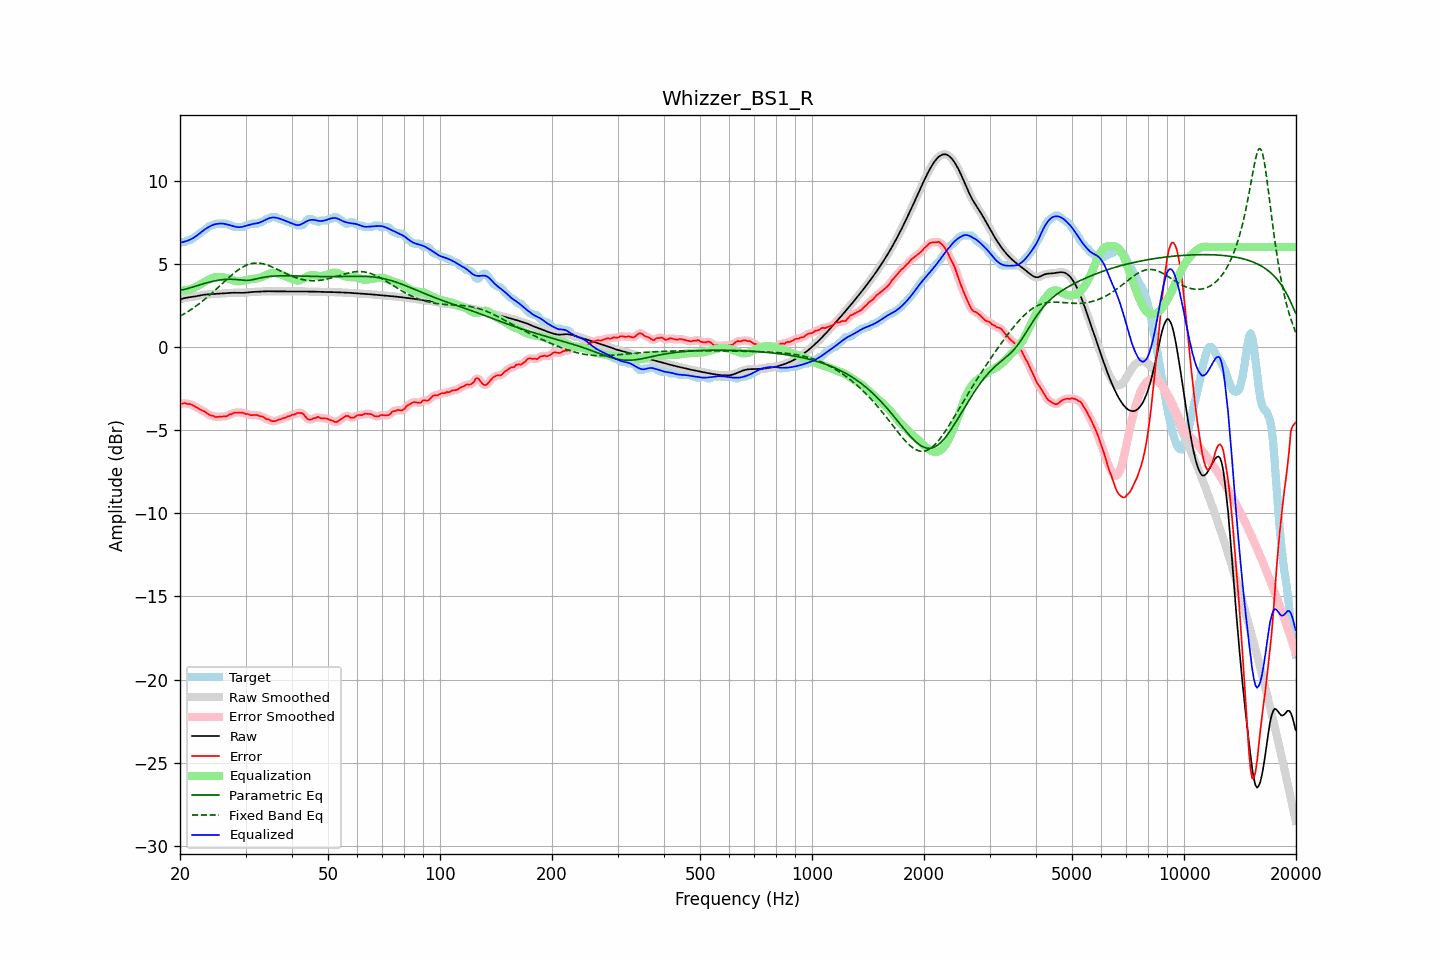 Whizzer_BS1_R
Amplitude (dBr)
10
5
0
−5
−10
−15
−20
−25
−30
Target
Raw Smoothed
Error Smoothed
Raw
Error
Equalization
Parametric Eq
Fixed Band Eq
Equalized
20
50
100
200
500
1000
2000
5000
10000
20000
Frequency (Hz)